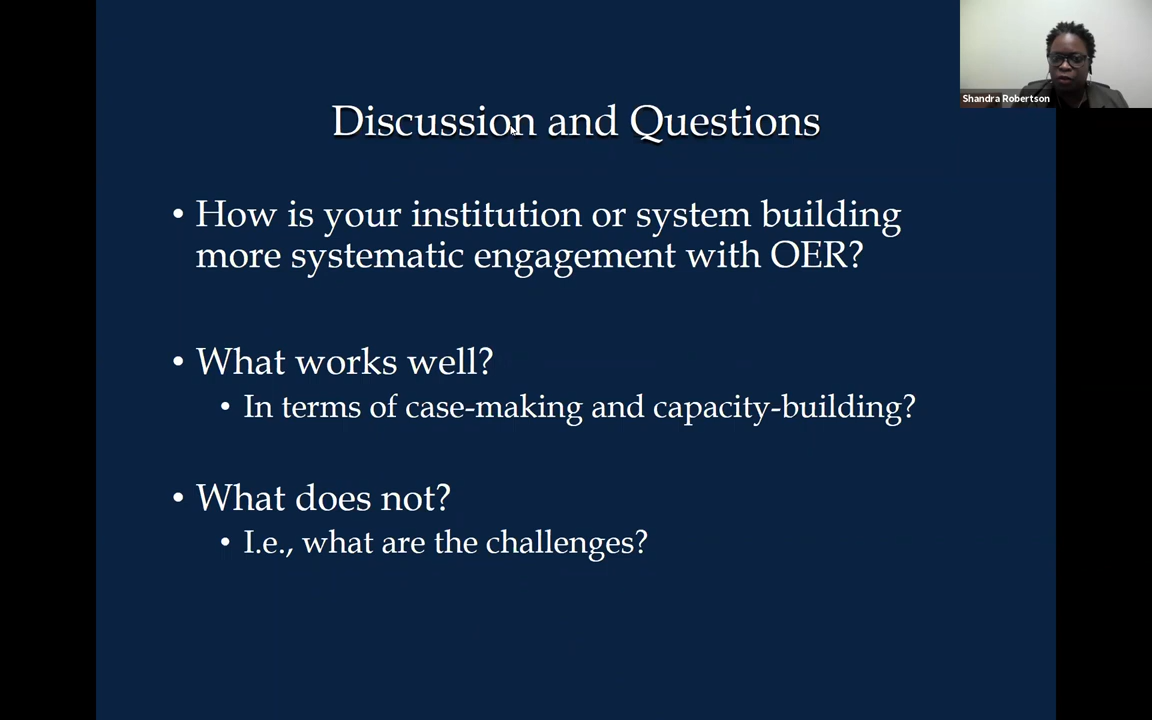 Discussion and Questions
• How is your institution or system building
more systematic engagement with OER?
• What works well?
• In terms of case-making and capacity-building?
• What does not?
• I.e., what are the challenges?
Shandra Robertson